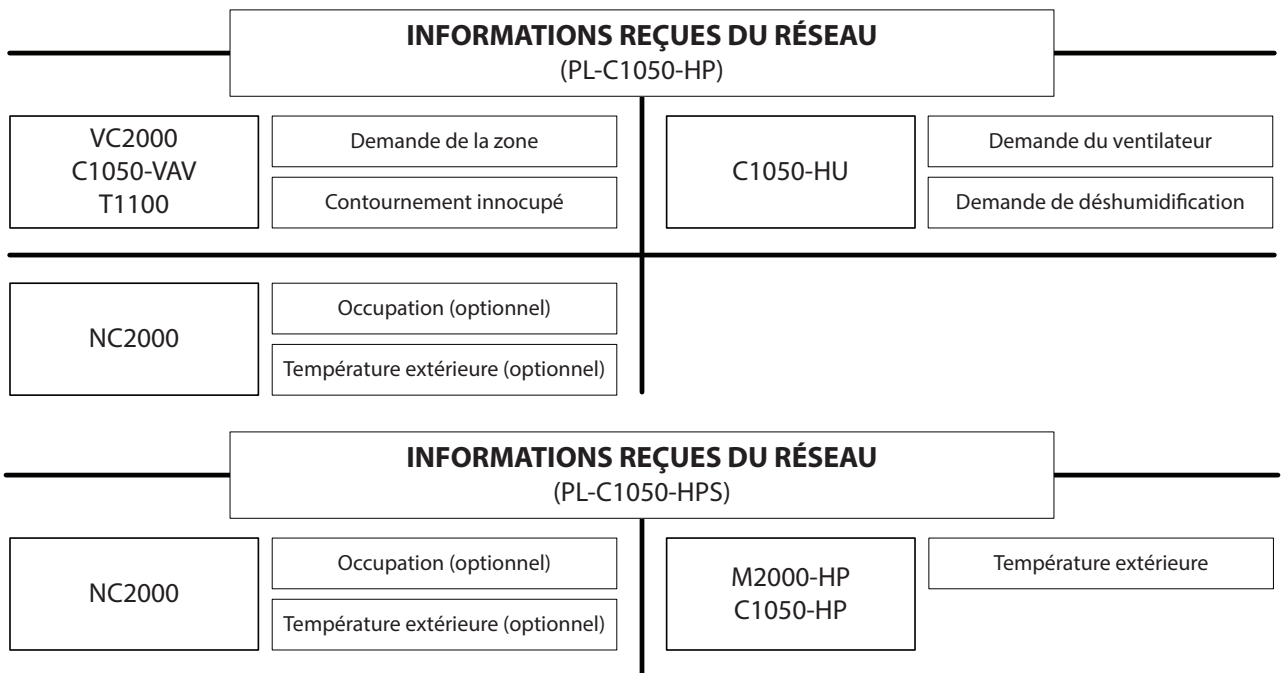 INFORMATIONS REÇUES DU RÉSEAU
(PL-C1050-HP)
VC2000
C1050-VAV
T1100
Demande de la zone
Contournement innocupé
C1050-HU
Demande du ventilateur
Demande de déshumidification
NC2000
Occupation (optionnel)
Température extérieure (optionnel)
INFORMATIONS REÇUES DU RÉSEAU
(PL-C1050-HPS)
NC2000
Occupation (optionnel)
Température extérieure (optionnel)
M2000-HP
C1050-HP
Température extérieure